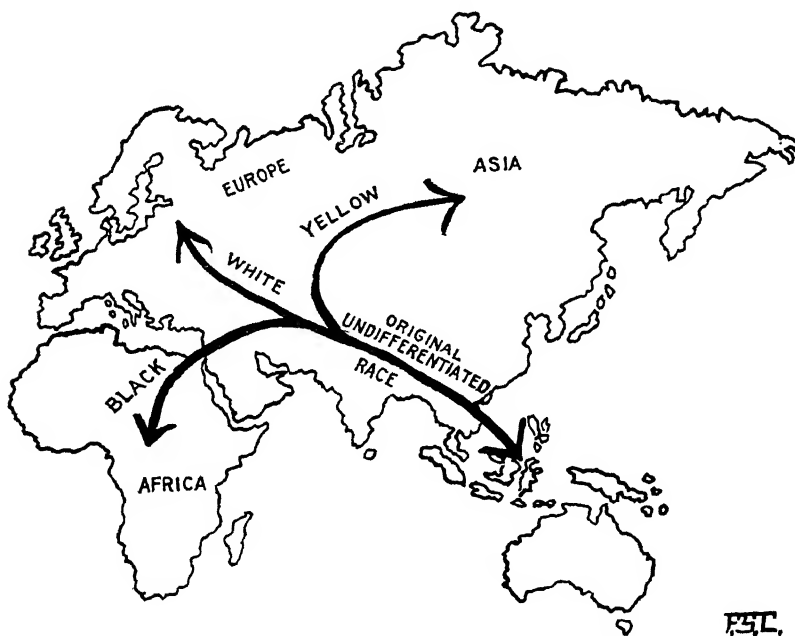 EUROPE
ASIA
YELLOW
WHITE
ORIGINAL
UNDIFFERENTIATED
RACE
BLACK
AFRICA
F.S.C.